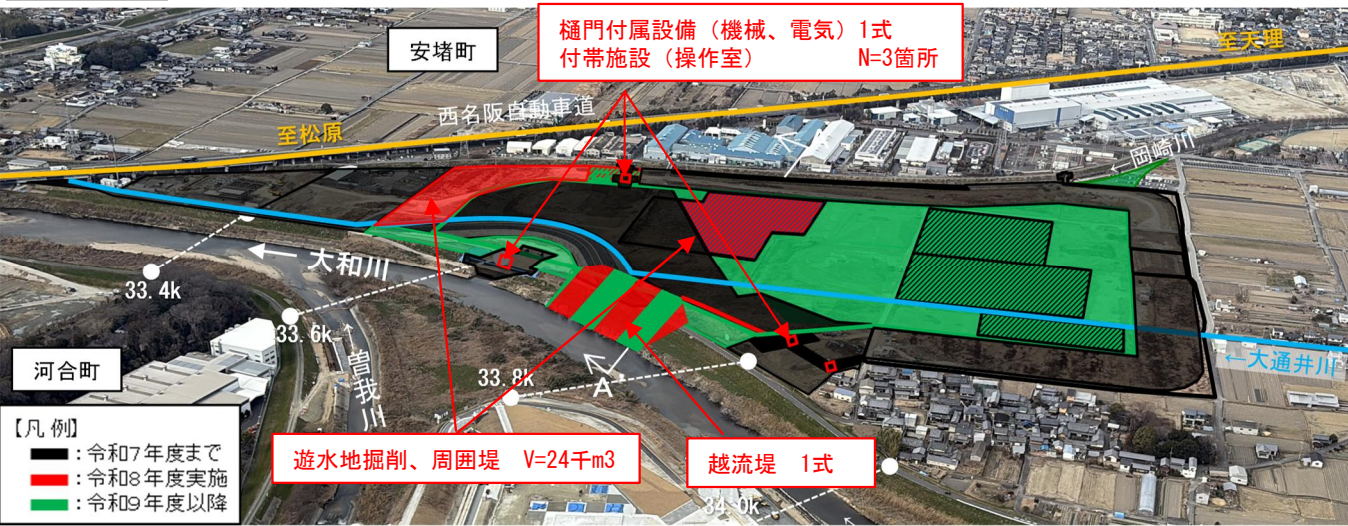 安堵町
樋門付属設備（機械、電気）1式
付帯施設（操作室）　　　　　N=3箇所
至天理
西名阪自動車道
至松原
岡崎川
大和川
33.4k
33.6k
33.8k
34.0k
A
曽我川
河合町
大通井川
【凡 例】
：令和7年度まで
：令和8年度実施
：令和9年度以降
遊水地掘削、周囲堤　V=24千m3
越流堤　1式